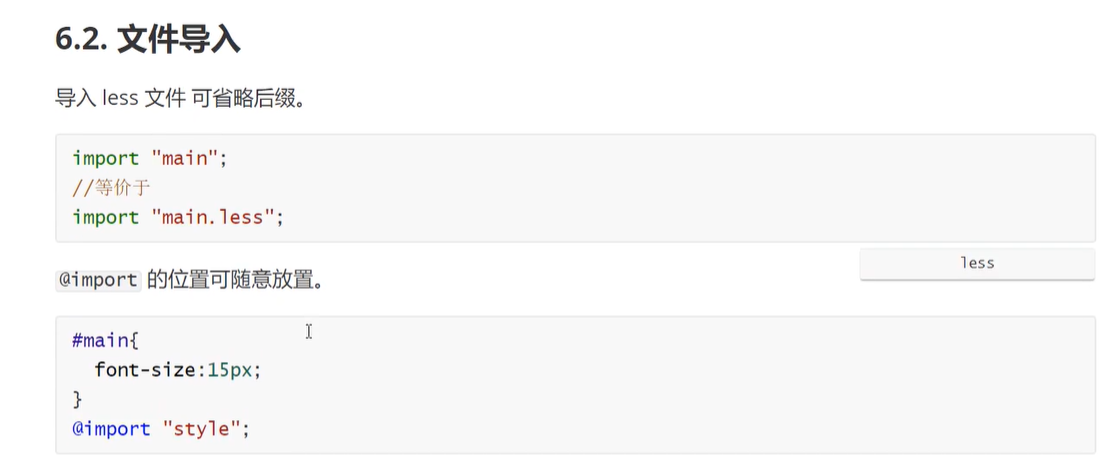 6.2. 文件导入
导入 less 文件 可省略后缀。
import "main";
//等价于
import "main.less";
less
@import 的位置可随意放置。
#main{
  font-size:15px;
}
@import "style";